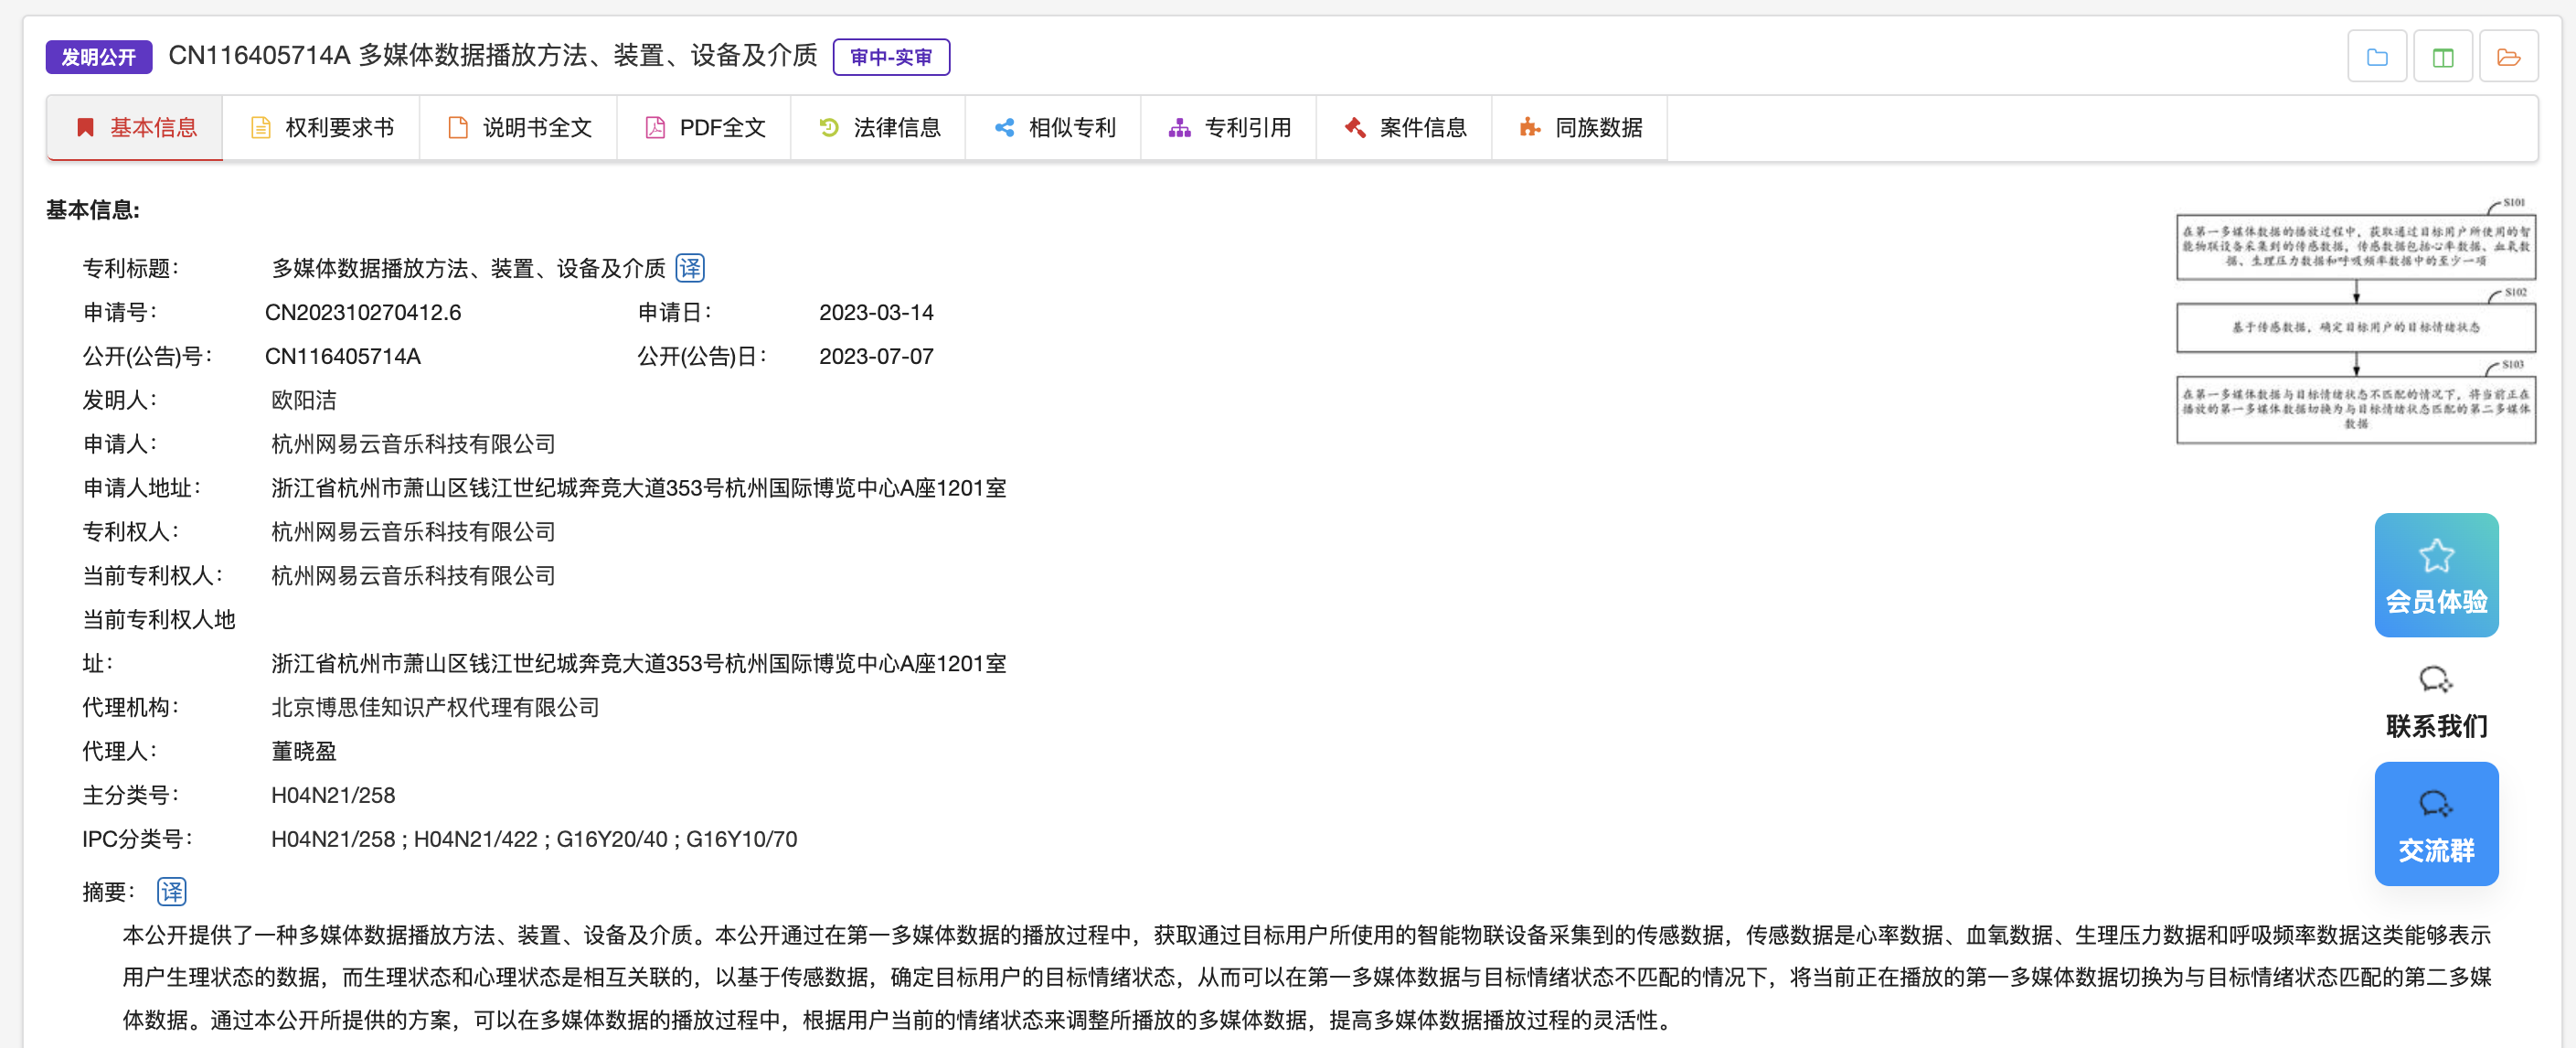 发明公开 CN116405714A 多媒体数据播放方法、装置、设备及介质 审中-实审
基本信息 权利要求书 说明书全文 PDF全文 法律信息 相似专利 专利引用 案件信息 同族数据
基本信息:
专利标题： 多媒体数据播放方法、装置、设备及介质 译
申请号： CN202310270412.6 申请日： 2023-03-14
公开(公告)号： CN116405714A 公开(公告)日： 2023-07-07
发明人： 欧阳洁
申请人： 杭州网易云音乐科技有限公司
申请人地址： 浙江省杭州市萧山区钱江世纪城奔竞大道353号杭州国际博览中心A座1201室
专利权人： 杭州网易云音乐科技有限公司
当前专利权人： 杭州网易云音乐科技有限公司
当前专利权人地
址： 浙江省杭州市萧山区钱江世纪城奔竞大道353号杭州国际博览中心A座1201室
代理机构： 北京博思佳知识产权代理有限公司
代理人： 董晓盈
主分类号： H04N21/258
IPC分类号： H04N21/258 ; H04N21/422 ; G16Y20/40 ; G16Y10/70
摘要： 译
本公开提供了一种多媒体数据播放方法、装置、设备及介质。本公开通过在第一多媒体数据的播放过程中，获取通过目标用户所使用的智能物联设备采集到的传感数据，传感数据是心率数据、血氧数据、生理压力数据和呼吸频率数据这类能够表示
用户生理状态的数据，而生理状态和心理状态是相互关联的，以基于传感数据，确定目标用户的目标情绪状态，从而可以在第一多媒体数据与目标情绪状态不匹配的情况下，将当前正在播放的第一多媒体数据切换为与目标情绪状态匹配的第二多媒
体数据。通过本公开所提供的方案，可以在多媒体数据的播放过程中，根据用户当前的情绪状态来调整所播放的多媒体数据，提高多媒体数据播放过程的灵活性。
S101
在第一多媒体数据的播放过程中，获取通过目标用户所使用的智
能物联设备采集到的传感数据，传感数据包括心率数据、血氧数
据、生理压力数据和呼吸频率数据中的至少一项
S102
基于传感数据，确定目标用户的目标情绪状态
S103
在第一多媒体数据与目标情绪状态不匹配的情况下，将当前正在
播放的第一多媒体数据切换为与目标情绪状态匹配的第二多媒体
数据
会员体验
联系我们
交流群